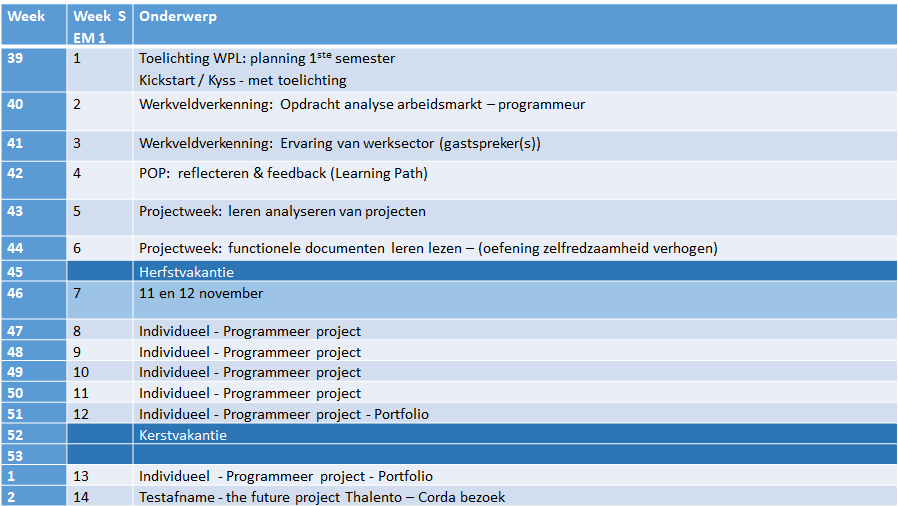 Week Week S Onderwerp
EM 1
39 1 Toelichting WPL: planning 1ste semester
Kickstart / Kyss - met toelichting
40 2 Werkveldverkenning: Opdracht analyse arbeidsmarkt – programmeur
41 3 Werkveldverkenning: Ervaring van werksector (gastspreker(s))
42 4 POP: reflecteren & feedback (Learning Path)
43 5 Projectweek: leren analyseren van projecten
44 6 Projectweek: functionele documenten leren lezen – (oefening zelfredzaamheid verhogen)
45 Herfstvakantie
46 7 11 en 12 november
47 8 Individueel - Programmeer project
48 9 Individueel - Programmeer project
49 10 Individueel - Programmeer project
50 11 Individueel - Programmeer project
51 12 Individueel - Programmeer project - Portfolio
52 Kerstvakantie
53
1 13 Individueel - Programmeer project - Portfolio
2 14 Testafname - the future project Thalento – Corda bezoek